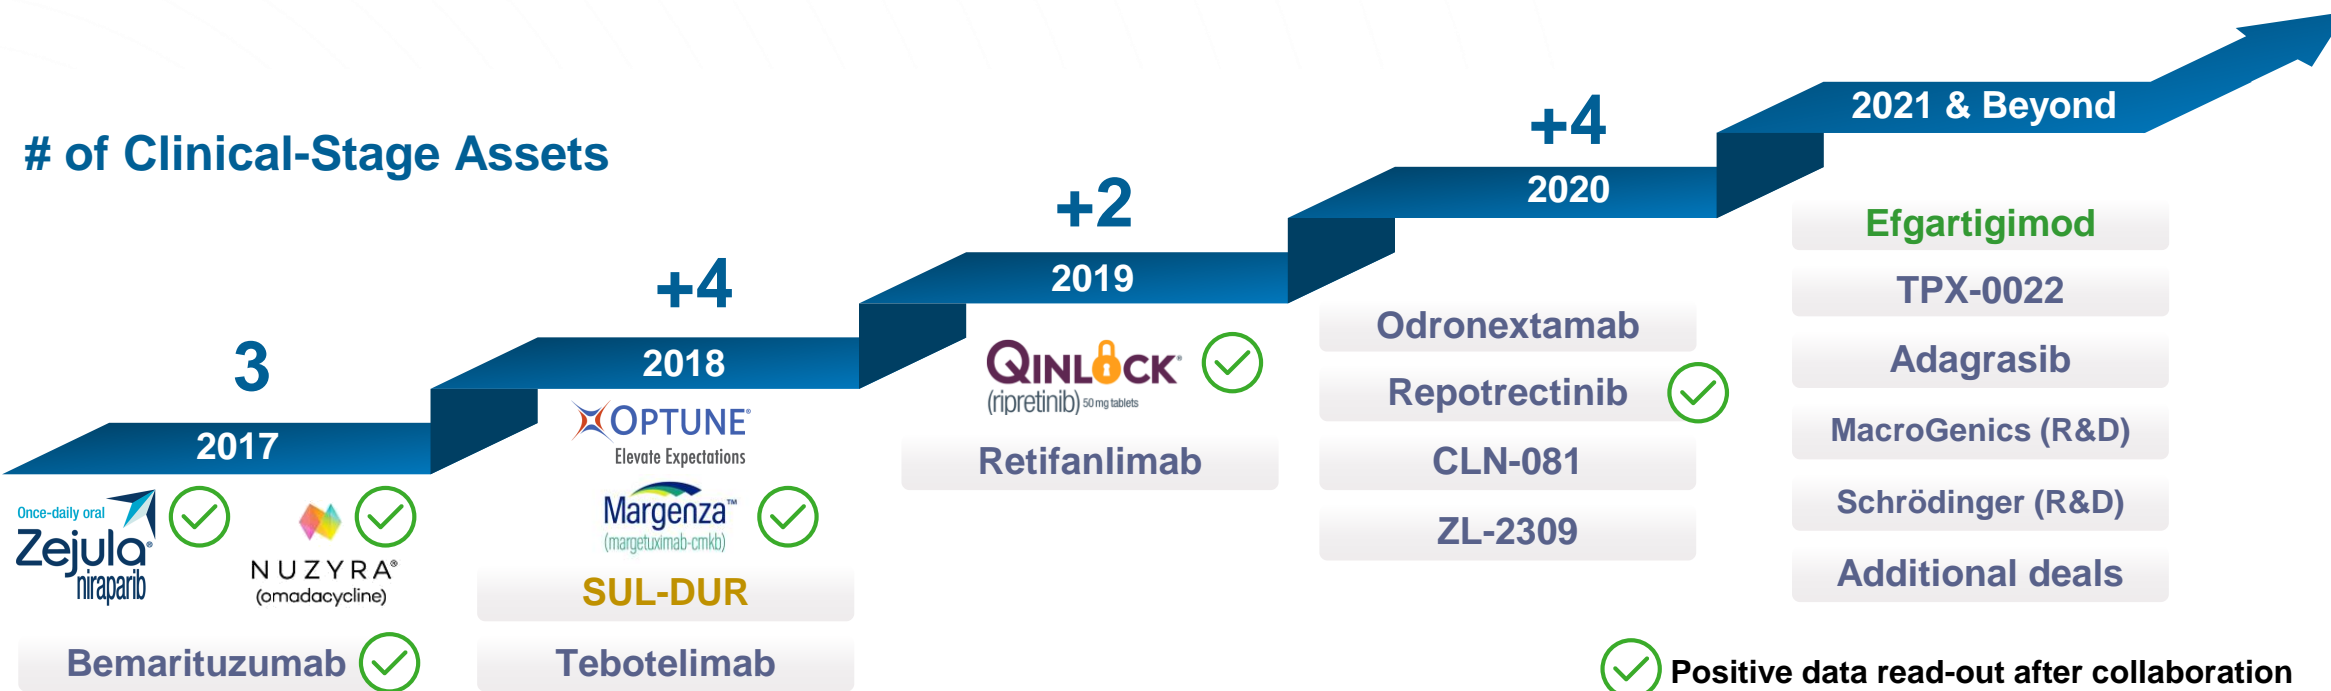 # of Clinical-Stage Assets
3
2017
Once-daily oral
Zejula®
niraparib
NUZYRA®
(omadacycline)
Bemarituzumab
+4
2018
OPTUNE®
Elevate Expectations
Margenza™
(margetuximab-cmkb)
SUL-DUR
Tebotelimab
+2
2019
QINLOCK®
(ripretinib) 50 mg tablets
Retifanlimab
+4
2020
Odronextamab
Repotrectinib
CLN-081
ZL-2309
2021 & Beyond
Efgartigimod
TPX-0022
Adagrasib
MacroGenics (R&D)
Schrödinger (R&D)
Additional deals
Positive data read-out after collaboration